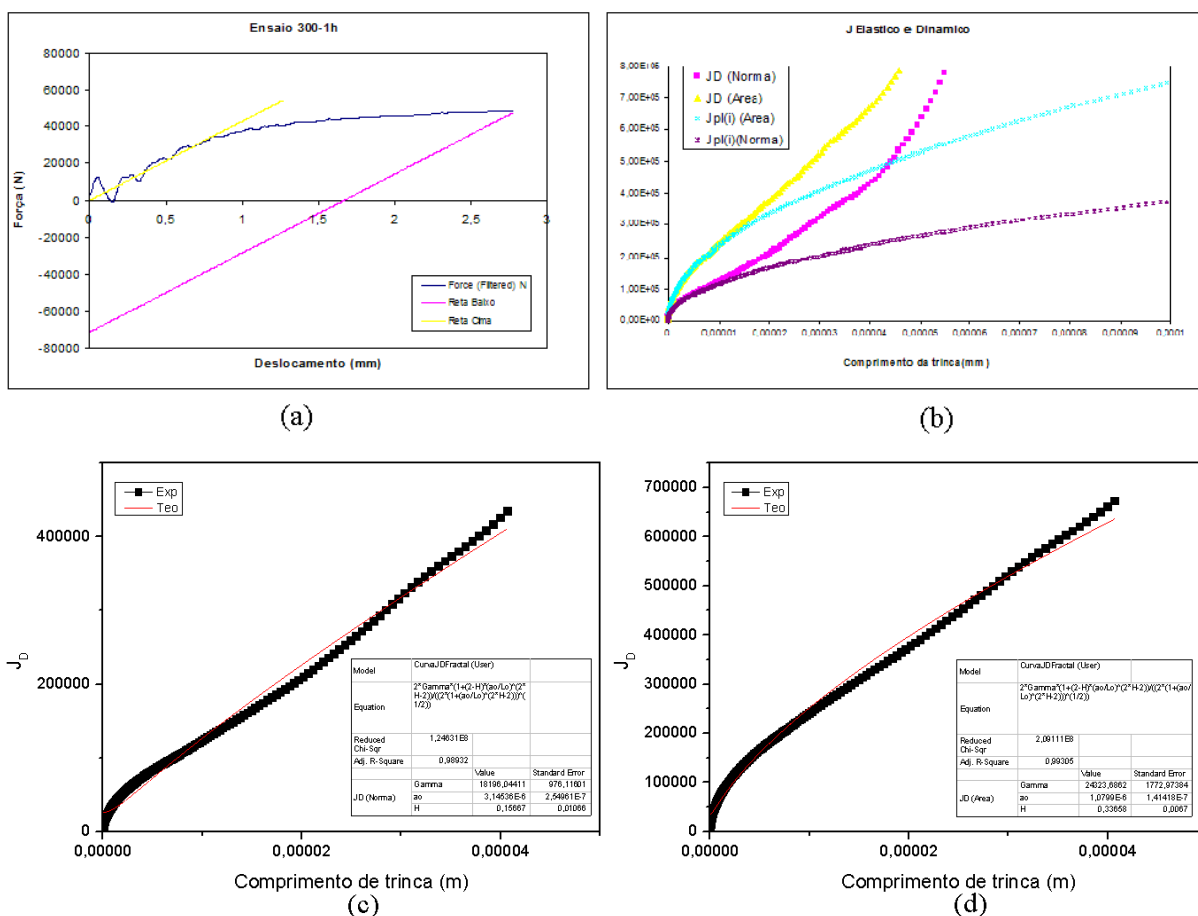 Ensaio 300-1h
80000
60000
40000
20000
0
-20000
-40000
-60000
-80000
Força (N)
0
0,5
1
1,5
2
2,5
3
Force (Filtered) N
Reta Baixo
Reta Cima
Deslocamento (mm)
(a)
J Elastico e Dinamico
8,00E+05
7,00E+05
6,00E+05
5,00E+05
4,00E+05
3,00E+05
2,00E+05
1,00E+05
0,00E+00
JD (Norma)
JD (Area)
Jpl(i) (Area)
Jpl(i)(Norma)
0
0,00001
0,00002
0,00003
0,00004
0,00005
0,00006
0,00007
0,00008
0,00009
0,0001
Comprimento da trinca(mm)
(b)
Exp
Teo
400000
200000
0
J_D
Model CurvaJDFractal (User)
Equation 2*Gamma*(1+(2-H)*(ao/Lo)^(2*
H-2))/((2*(1+(ao/Lo)^(2*H-2)))^(
1/2))
Reduced Chi-Sqr 1,24631E8
Adj. R-Square 0,98932
Value Standard Error
JD (Norma) Gamma 18196,04411 976,11601
ao 3,14536E-6 2,54961E-7
H 0,15667 0,01066
0,00000 0,00002 0,00004
Comprimento de trinca (m)
(c)
Exp
Teo
700000
600000
500000
400000
300000
200000
100000
0
J_D
Model CurvaJDFractal (User)
Equation 2*Gamma*(1+(2-H)*(ao/Lo)^(2*H-2))/((2*(1+(ao/
Lo)^(2*H-2)))^(1/2))
Reduced Chi-Sqr 2,09111E8
Adj. R-Square 0,99305
Value Standard Error
JD (Area) Gamma 24323,6862 1772,97384
ao 1,0799E-6 1,41418E-7
H 0,33658 0,0067
0,00000 0,00002 0,00004
Comprimento de trinca (m)
(d)